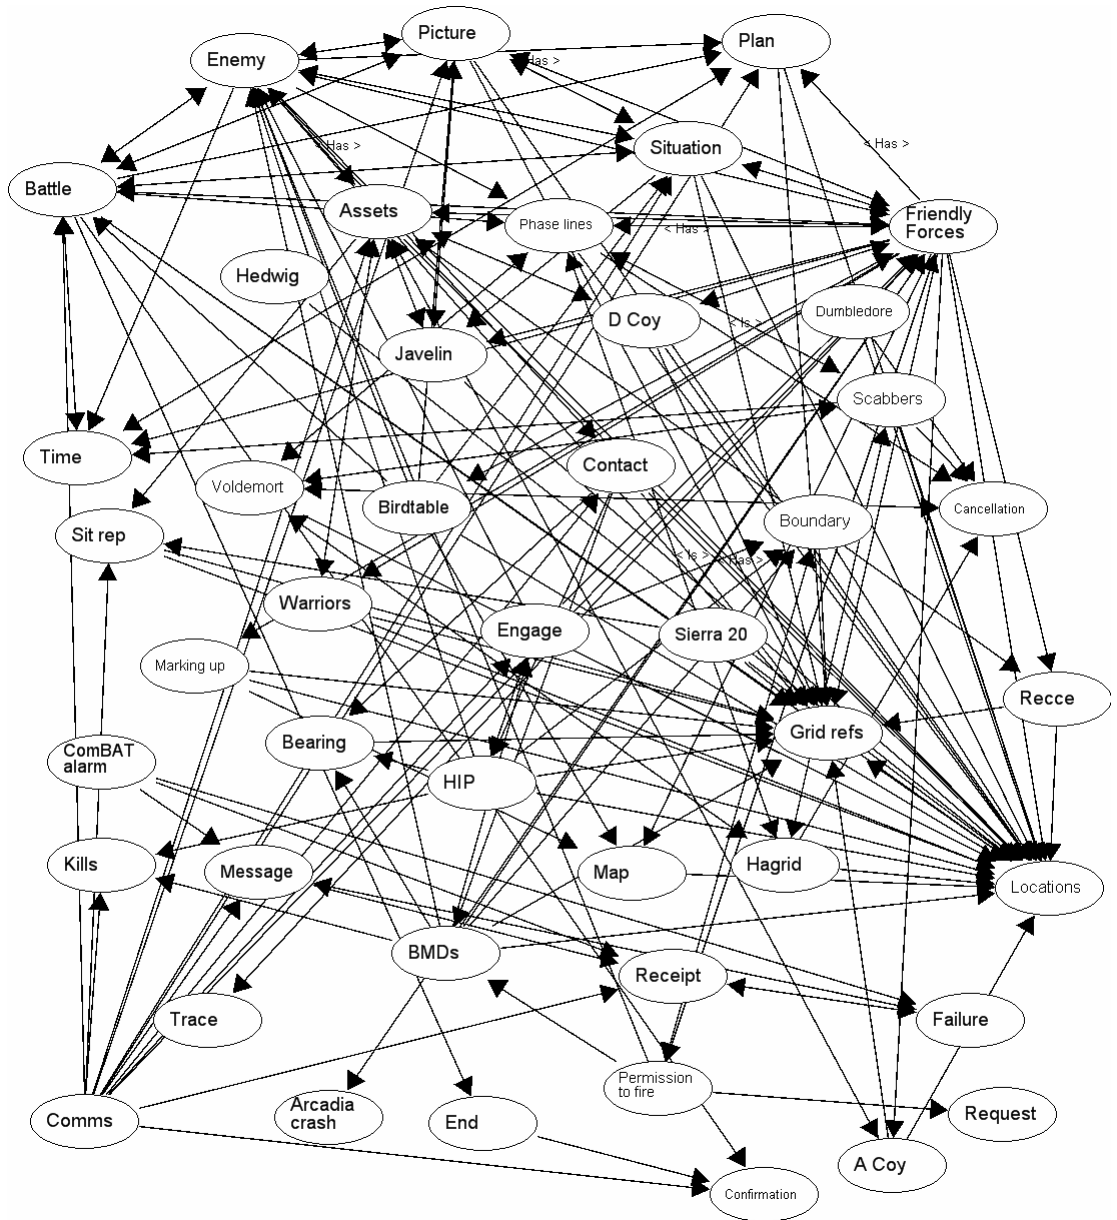 Picture
Plan
Enemy
Has >
Situation
< Has >
Has >
Battle
Assets
Phase lines
Friendly
Forces
< Has >
Hedwig
Dumbledore
D Coy
< Is
Javelin
Scabbers
Time
Contact
Voldemort
Birdtable
Cancellation
Boundary
Sit rep
< Is >
Has >
Warriors
Engage
Sierra 20
Marking up
Recce
Bearing
Grid refs
ComBAT
alarm
HIP
Kills
Message
Map
Hagrid
Locations
BMDs
Receipt
Trace
Failure
Permission
to fire
Comms
Arcadia
crash
End
Request
A Coy
Confirmation